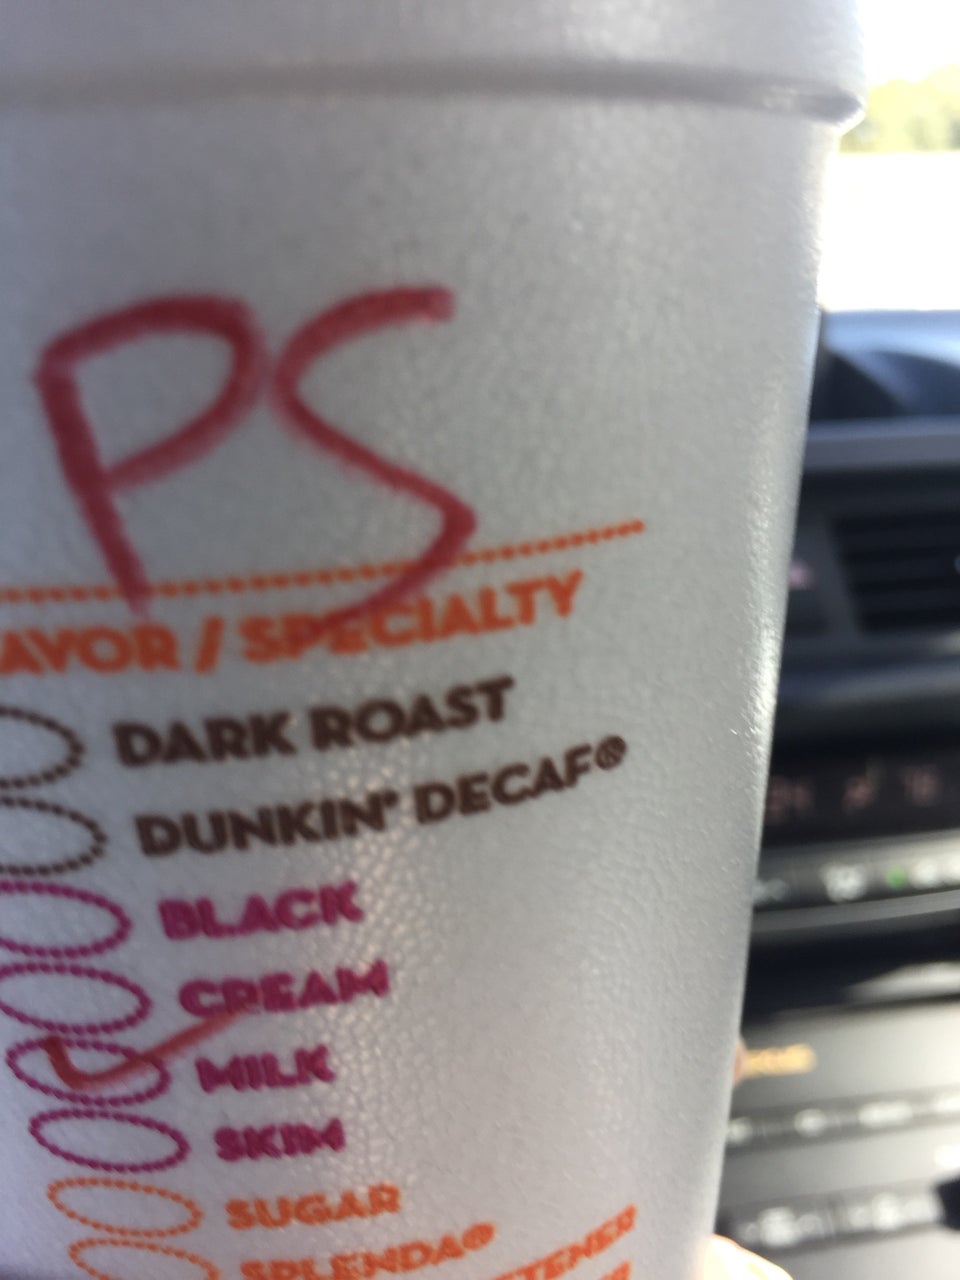 PS
AVOR / SPECIALTY
DARK ROAST
DUNKIN' DECAF®
BLACK
CREAM
MILK
SKIM
SUGAR
SPLENDA®